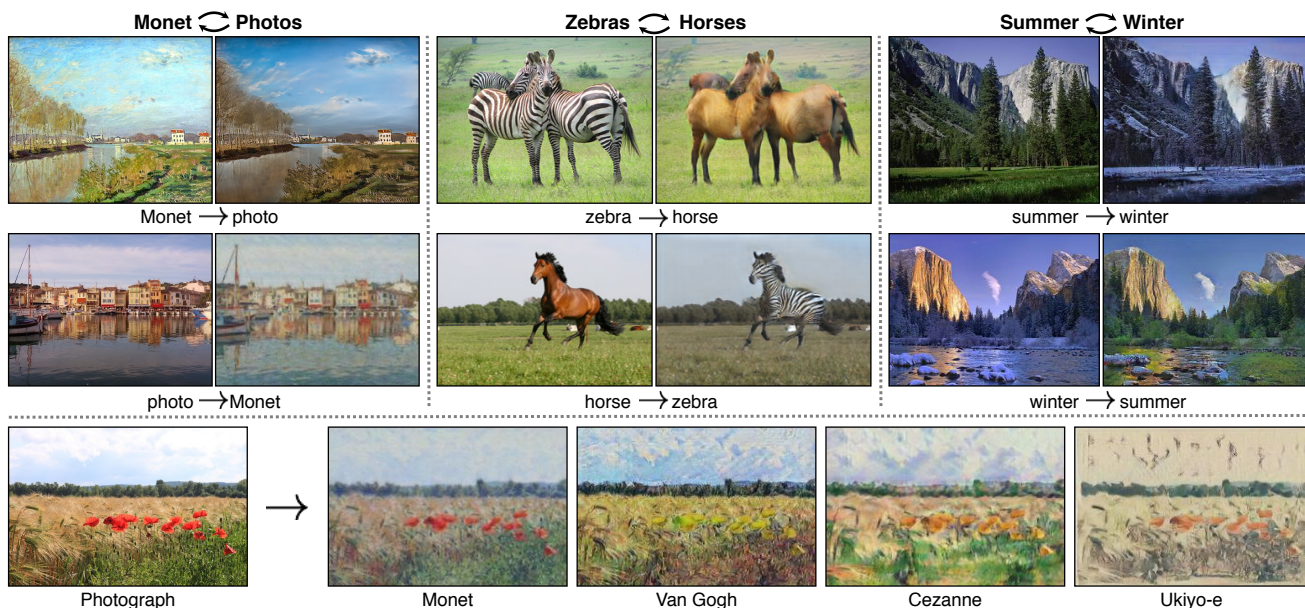 Monet ⇄ Photos
Zebras ⇄ Horses
Summer ⇄ Winter
Monet → photo
zebra → horse
summer → winter
photo → Monet
horse → zebra
winter → summer
→
Photograph
Monet
Van Gogh
Cezanne
Ukiyo-e